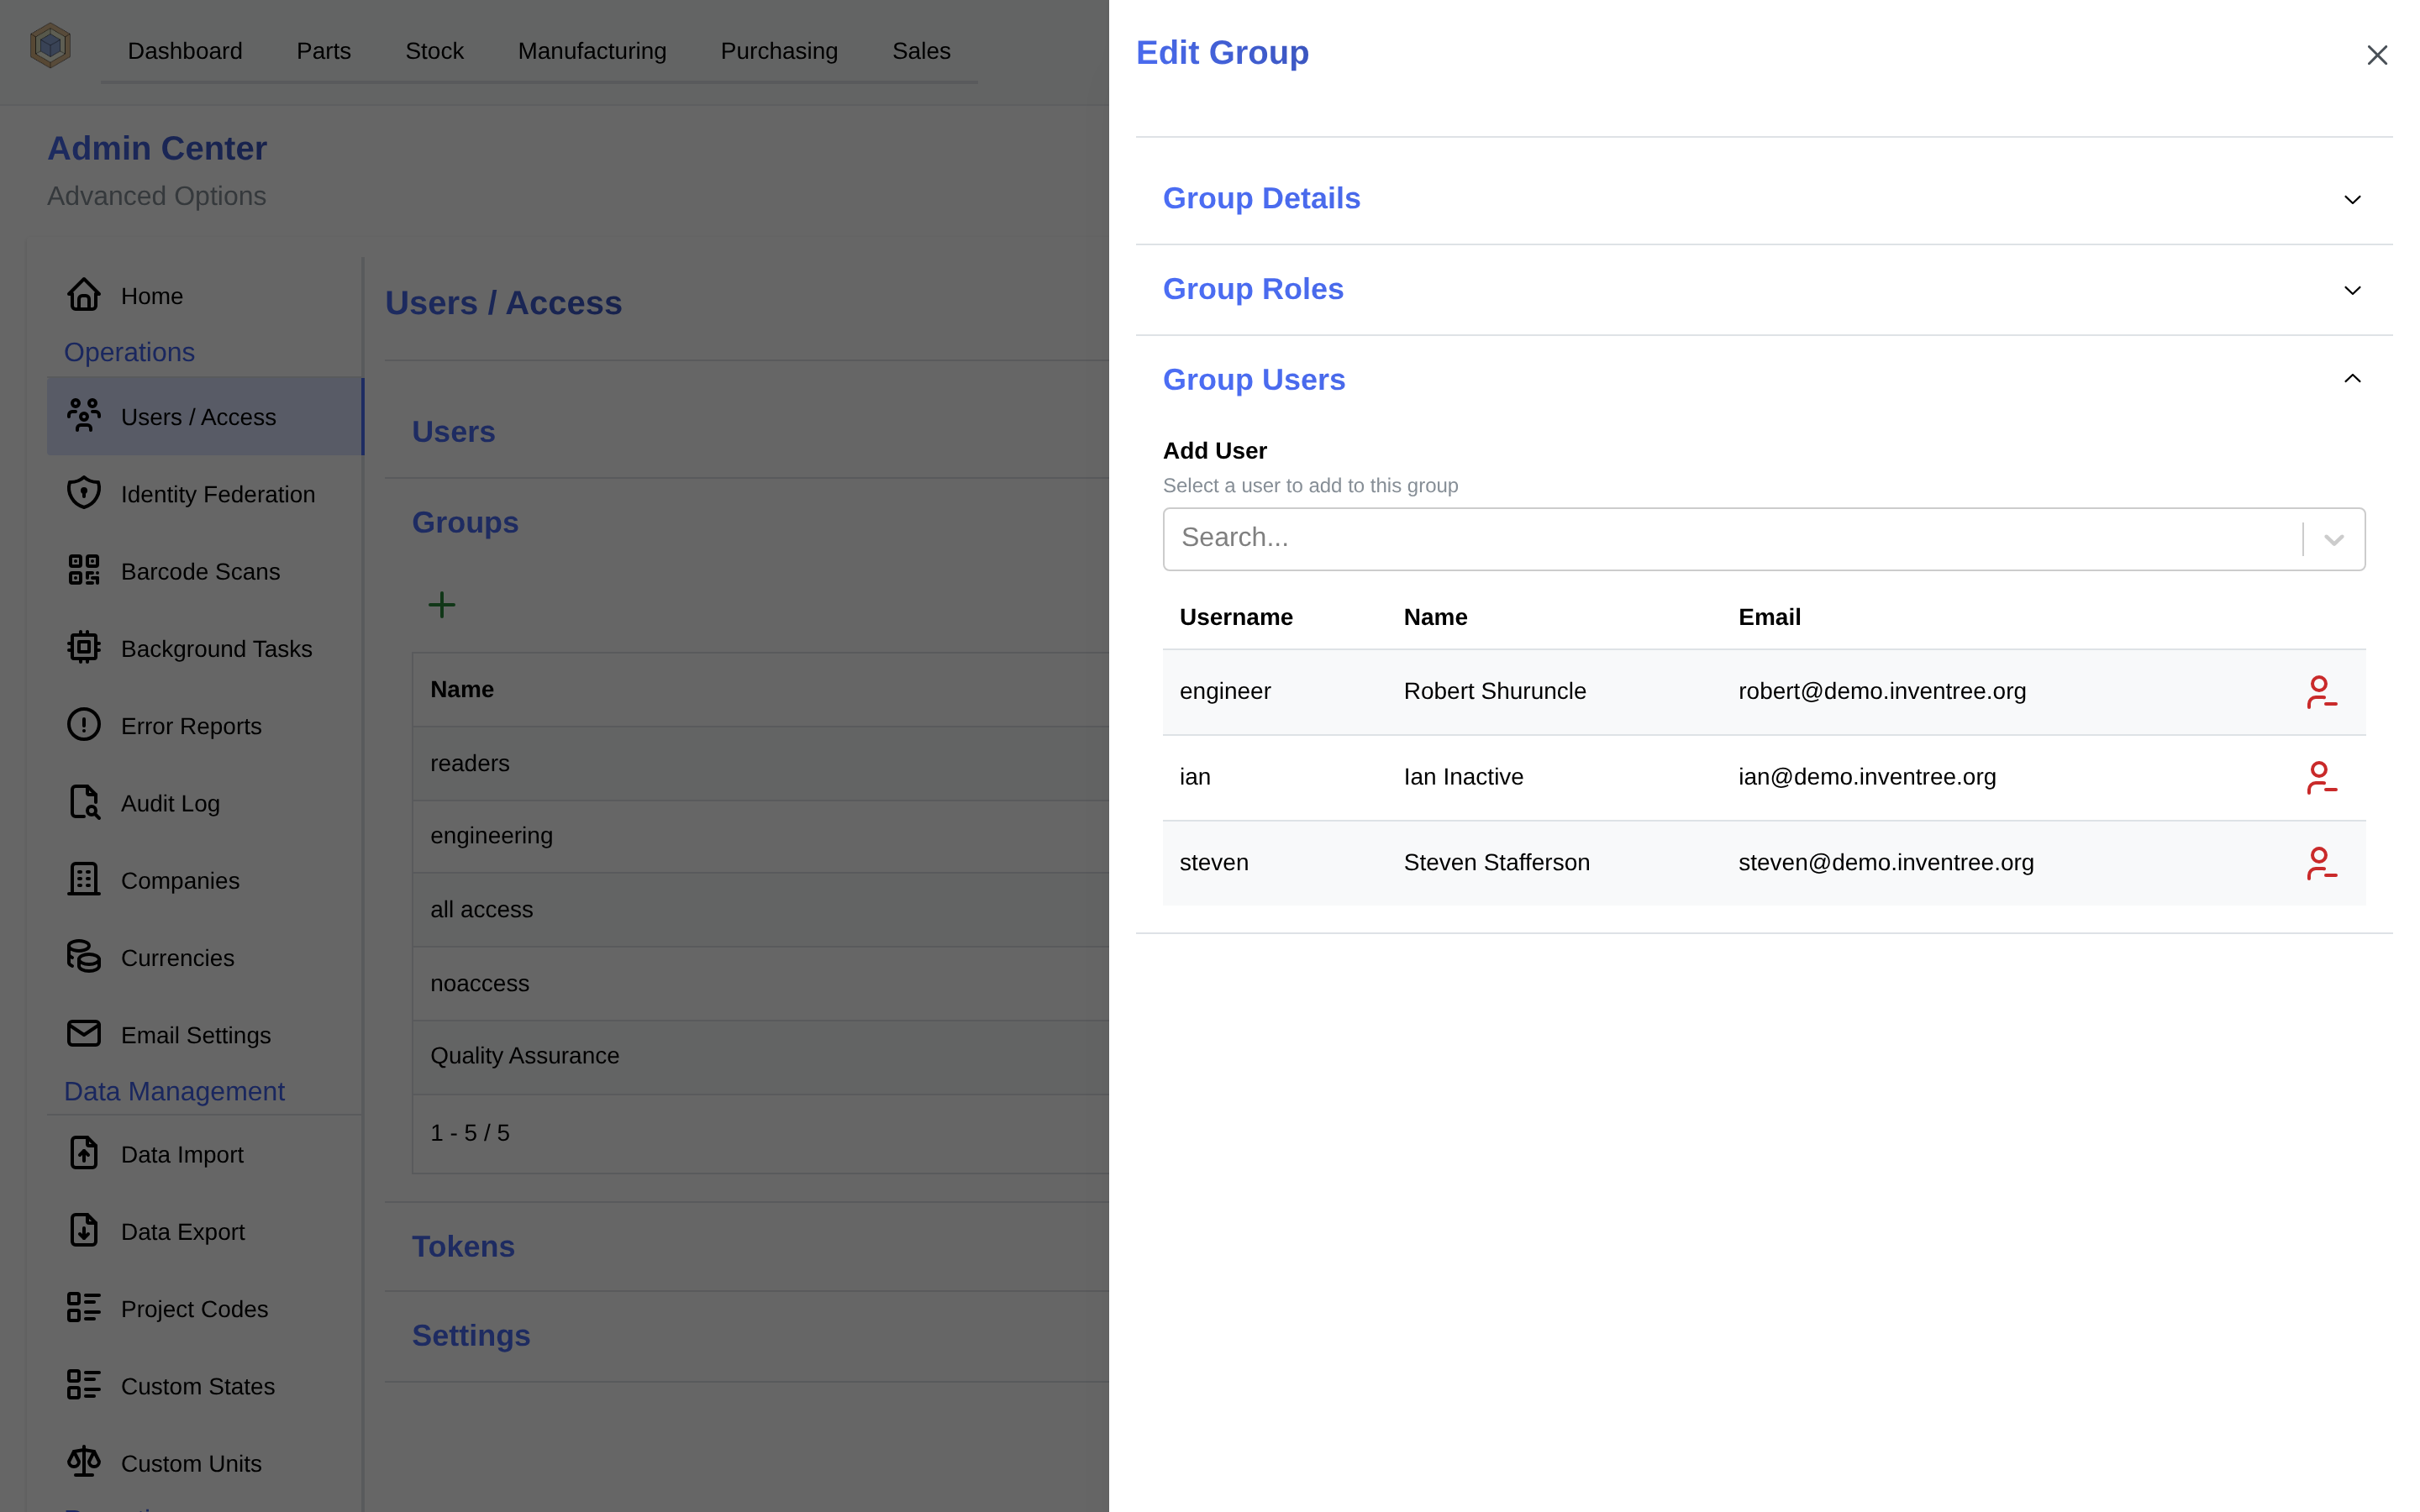 Dashboard Parts Stock Manufacturing Purchasing Sales
Admin Center
Advanced Options
Home
Operations
Users / Access
Identity Federation
Barcode Scans
Background Tasks
Error Reports
Audit Log
Companies
Currencies
Email Settings
Data Management
Data Import
Data Export
Project Codes
Custom States
Custom Units
Users / Access
Users
Groups
Name
readers
engineering
all access
noaccess
Quality Assurance
1 - 5 / 5
Tokens
Settings
Edit Group
Group Details
Group Roles
Group Users
Add User
Select a user to add to this group
Search...
Username Name Email
engineer Robert Shuruncle robert@demo.inventree.org
ian Ian Inactive ian@demo.inventree.org
steven Steven Stafferson steven@demo.inventree.org